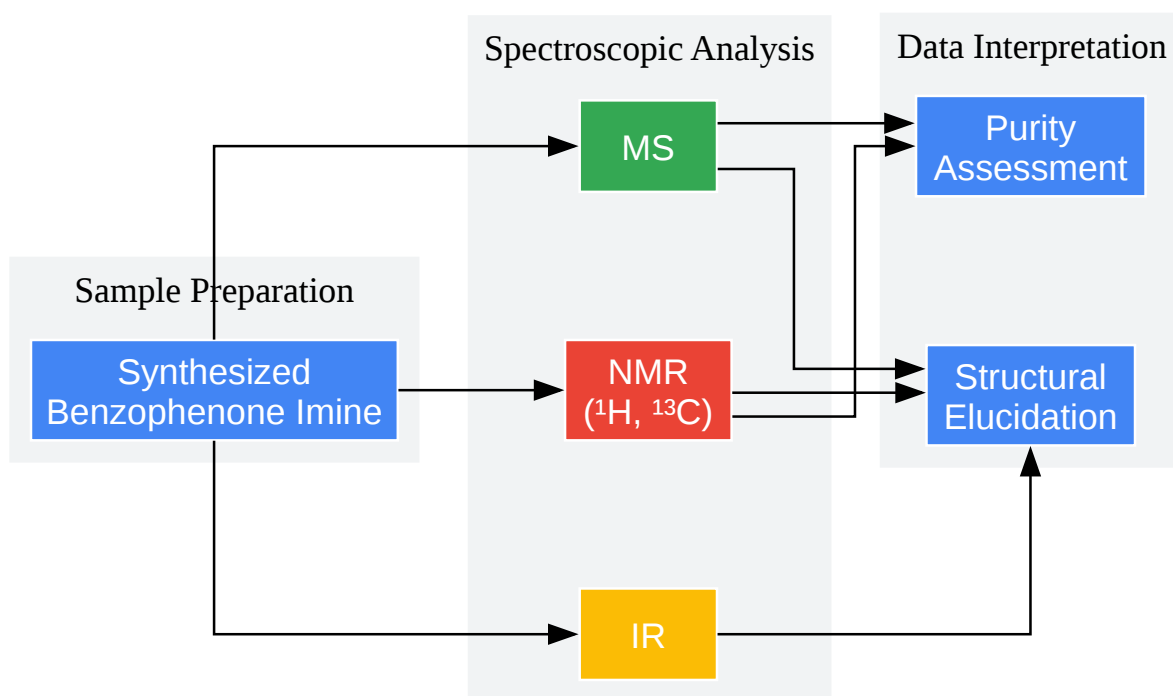 Spectroscopic Analysis
Data Interpretation
MS
Purity
Assessment
Sample Preparation
Synthesized
Benzophenone Imine
NMR
(¹H, ¹³C)
Structural
Elucidation
IR